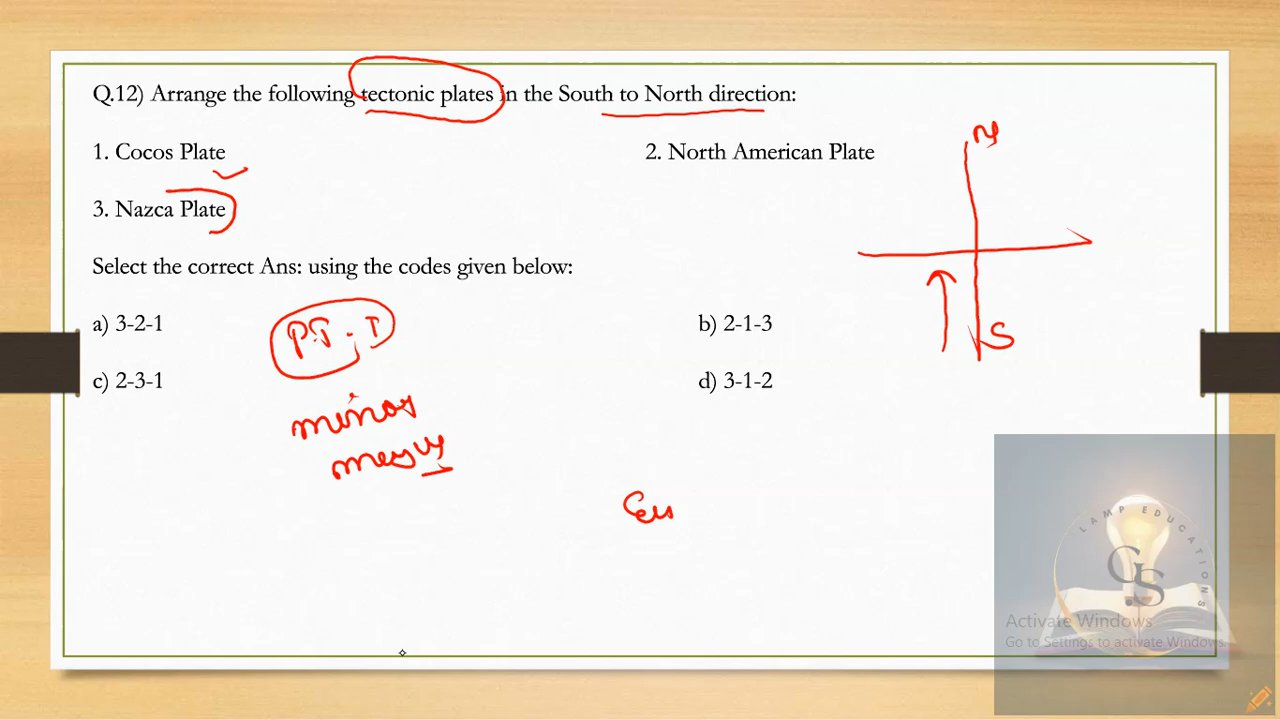 Q.12) Arrange the following tectonic plates in the South to North direction:
1. Cocos Plate
2. North American Plate
3. Nazca Plate
Select the correct Ans: using the codes given below:
a) 3-2-1
b) 2-1-3
c) 2-3-1
d) 3-1-2
N
S
P.T. I
minor
LAMP EDUCATIONS
GS
Activate Windows
Go to Settings to activate Windows.